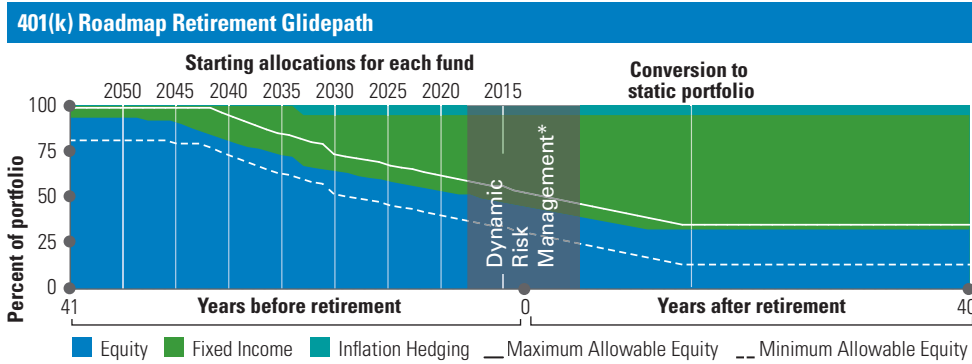 401(k) Roadmap Retirement Glidepath
Starting allocations for each fund
Conversion to
static portfolio
2050 2045 2040 2035 2030 2025 2020 2015
Percent of portfolio
100
75
50
25
0
Dynamic
Risk
Management*
41 Years before retirement 0 Years after retirement 40
Equity Fixed Income Inflation Hedging Maximum Allowable Equity Minimum Allowable Equity